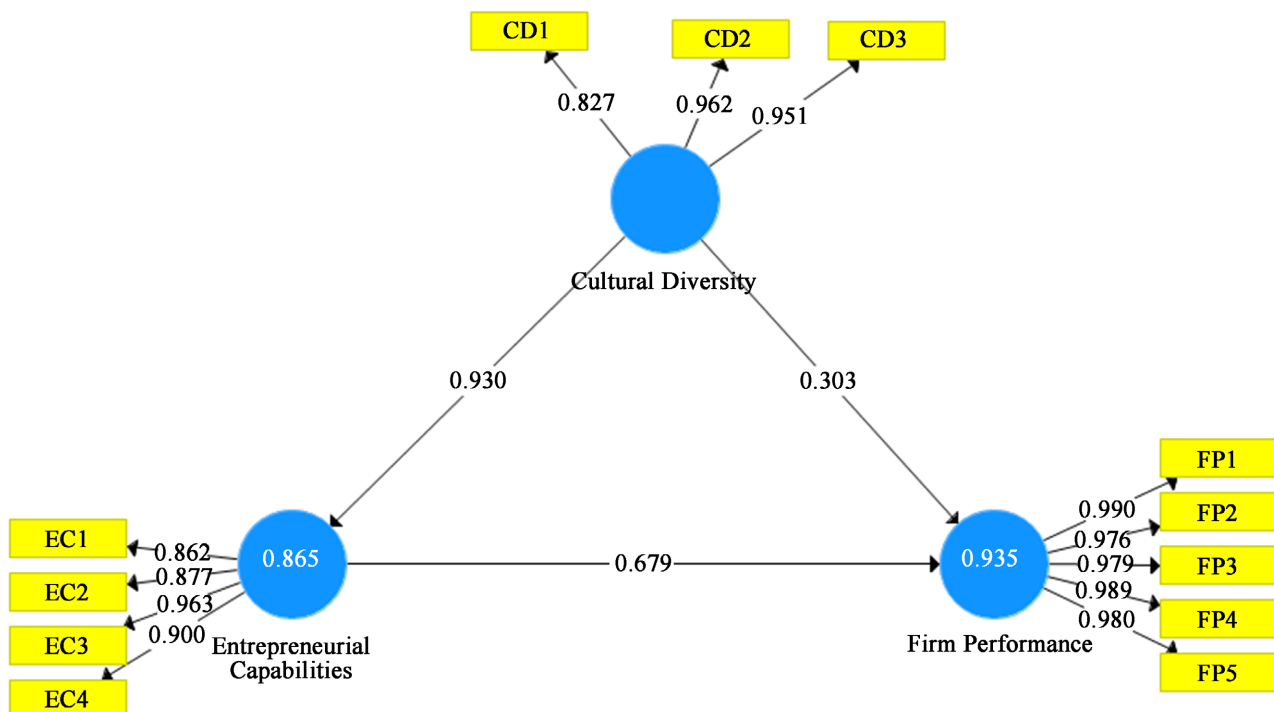 CD1
CD2
CD3
0.827
0.962
0.951
Cultural Diversity
0.930
0.303
EC1
EC2
EC3
EC4
0.862
0.877
0.963
0.900
0.865
Entrepreneurial
Capabilities
0.679
0.935
Firm Performance
0.990
0.976
0.979
0.989
0.980
FP1
FP2
FP3
FP4
FP5